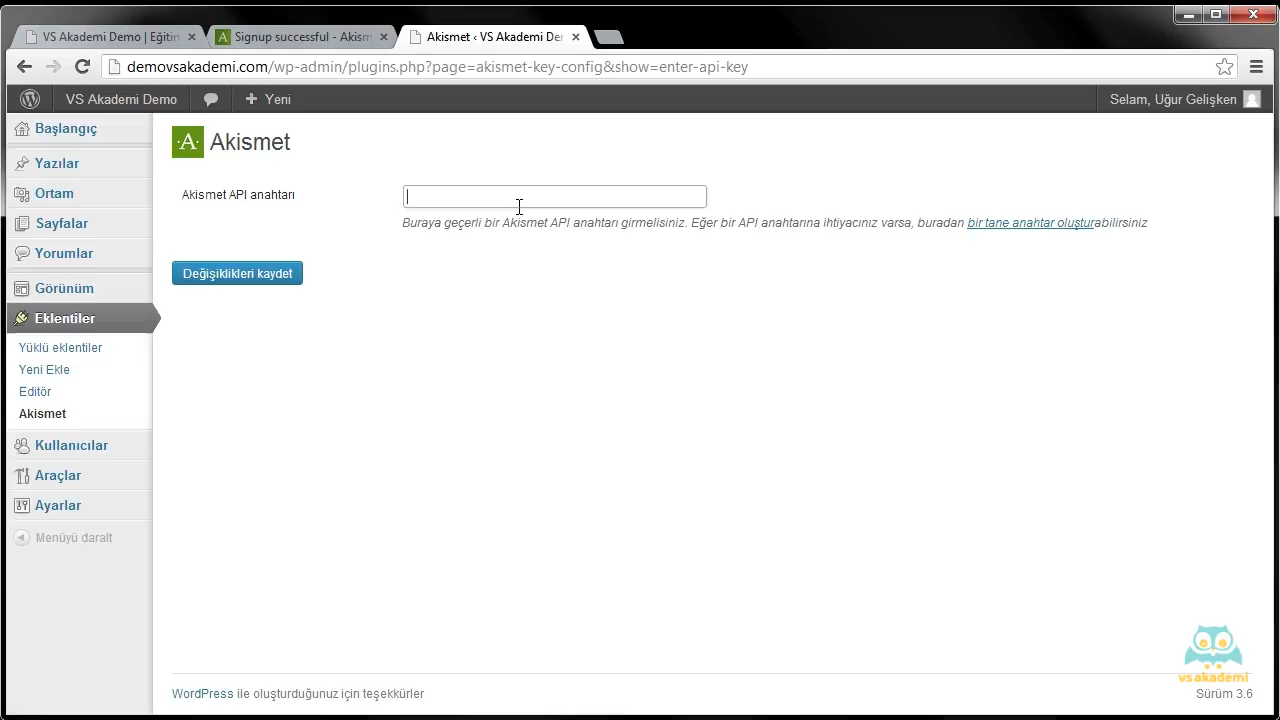 VS Akademi Demo | Eğitin
Signup successful - Akism
Akismet ‹ VS Akademi Der
demovsakademi.com/wp-admin/plugins.php?page=akismet-key-config&show=enter-api-key
VS Akademi Demo
Yeni
Selam, Uğur Gelişken
Başlangıç
Yazılar
Ortam
Sayfalar
Yorumlar
Görünüm
Eklentiler
Yüklü eklentiler
Yeni Ekle
Editör
Akismet
Kullanıcılar
Araçlar
Ayarlar
Menüyü daralt
·A· Akismet
Akismet API anahtarı
Buraya geçerli bir Akismet API anahtarı girmelisiniz. Eğer bir API anahtarına ihtiyacınız varsa, buradan bir tane anahtar oluşturabilirsiniz
Değişiklikleri kaydet
vsakademi
WordPress ile oluşturduğunuz için teşekkürler
Sürüm 3.6